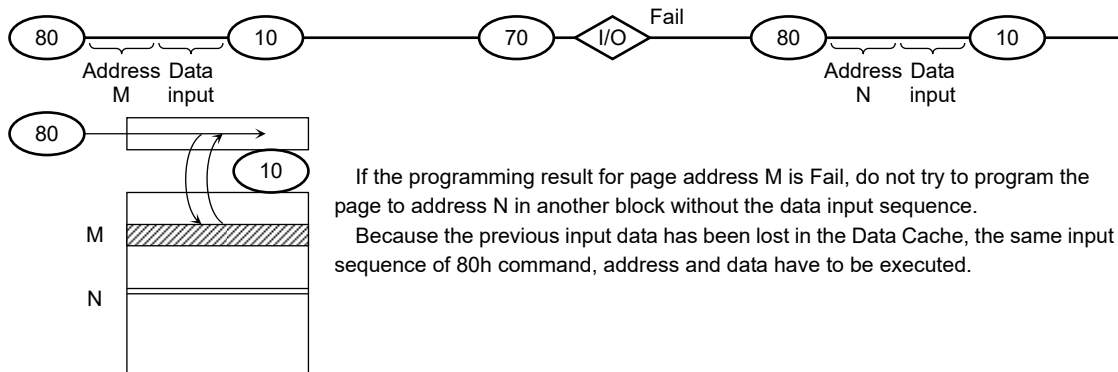 Fail
80 10 70 I/O 80 10
Address Data Address Data
M input N input
80
10
If the programming result for page address M is Fail, do not try to program the
page to address N in another block without the data input sequence.
Because the previous input data has been lost in the Data Cache, the same input
sequence of 80h command, address and data have to be executed.
M
N